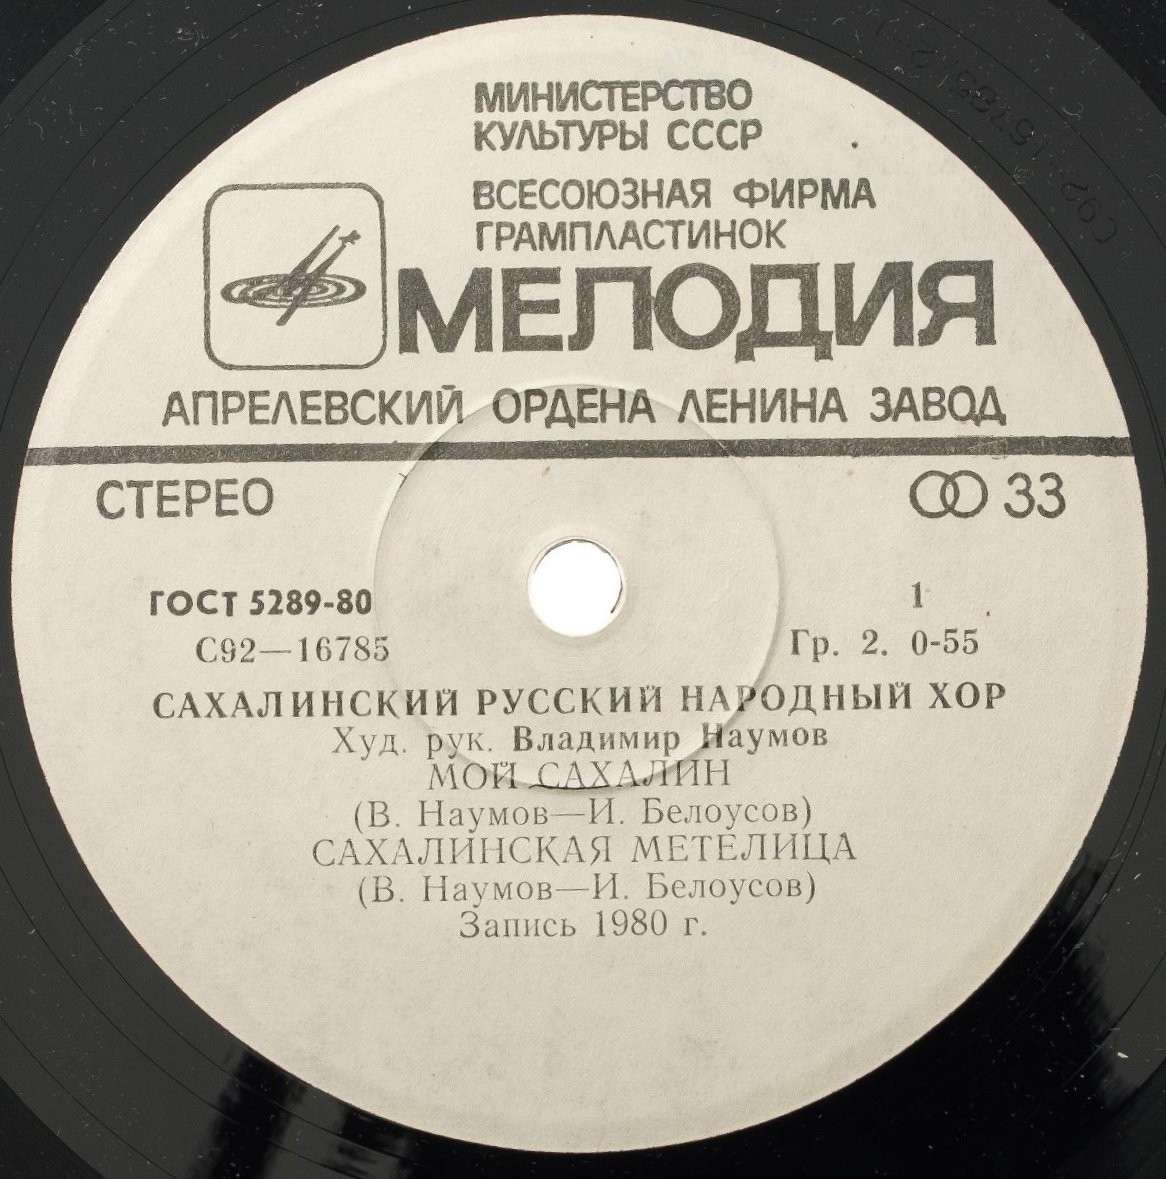 МИНИСТЕРСТВО
КУЛЬТУРЫ СССР
ВСЕСОЮЗНАЯ ФИРМА
ГРАМПЛАСТИНОК
МЕЛОДИЯ
АПРЕЛЕВСКИЙ ОРДЕНА ЛЕНИНА ЗАВОД
СТЕРЕО 33
ГОСТ 5289-80 1
С92—16785 Гр. 2. 0-55
САХАЛИНСКИЙ РУССКИЙ НАРОДНЫЙ ХОР
Худ. рук. Владимир Наумов
МОЙ САХАЛИН
(В. Наумов—И. Белоусов)
САХАЛИНСКАЯ МЕТЕЛИЦА
(В. Наумов—И. Белоусов)
Запись 1980 г.